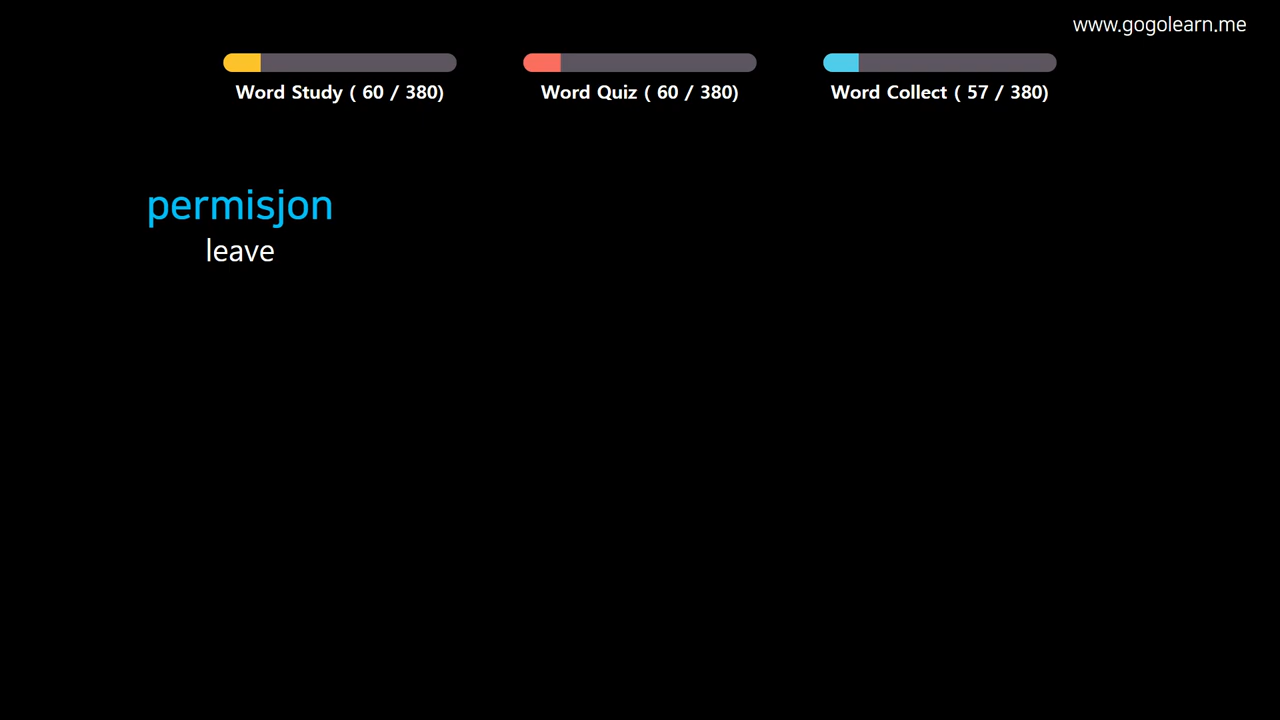 www.gogolearn.me
Word Study ( 60 / 380)
Word Quiz ( 60 / 380)
Word Collect ( 57 / 380)
permisjon
leave